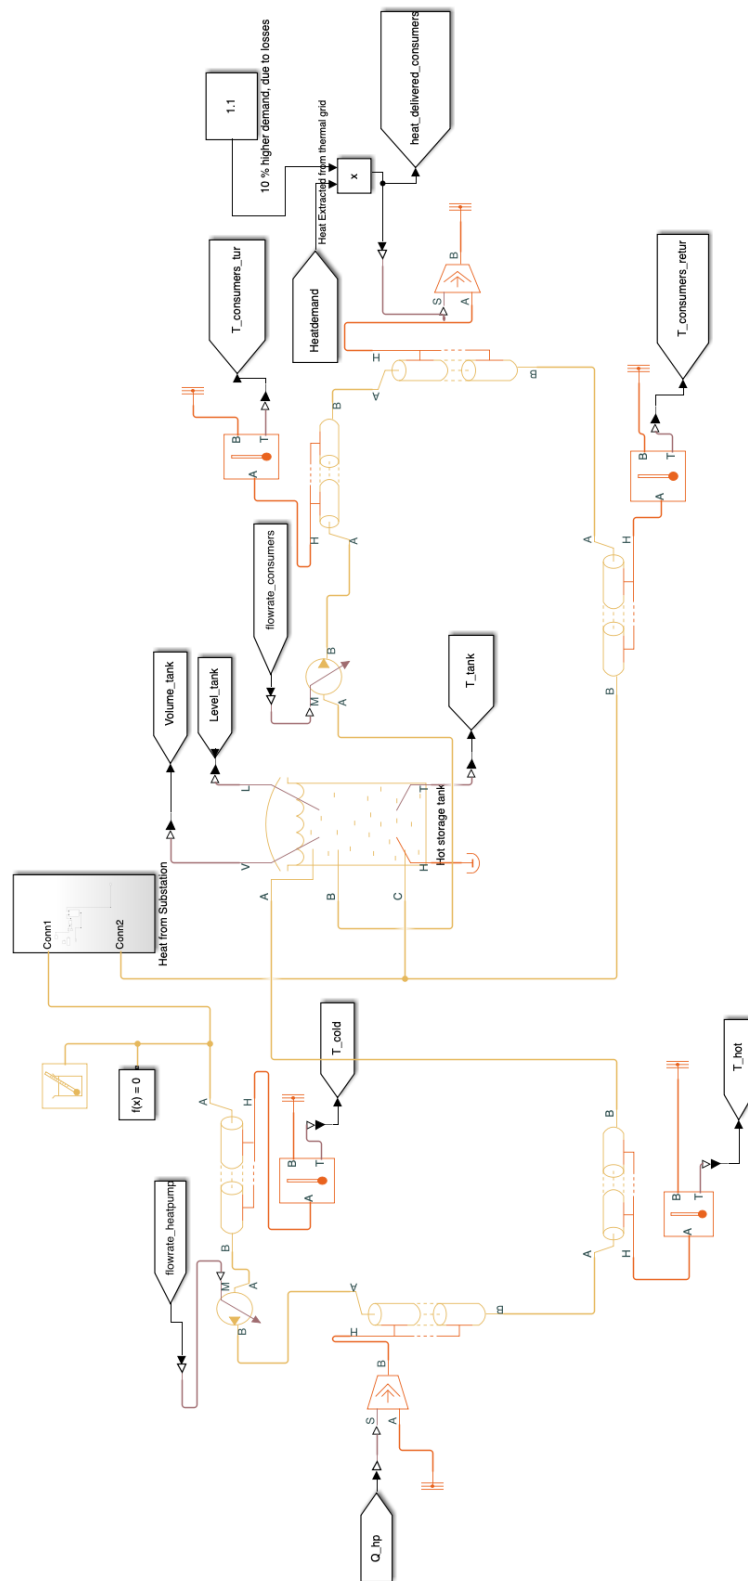 1.1
10 % higher demand, due to losses
heat_delivered_consumers
Heat Extracted from thermal grid
x
Heatdemand
T_consumers_tur
B
T
A
S
A
B
H
A
B
H
A
B
flowrate_consumers
M
A
B
T_consumers_retur
B
T
A
H
A
B
Volume_tank
Level_tank
T_tank
V
L
A
B
C
H
T
Hot storage tank
Conn1
Conn2
Heat from Substation
f(x) = 0
T_cold
A
H
B
B
T
A
flowrate_heatpump
M
A
B
A
H
B
B
S
A
Q_hp
B
A
H
B
T
A
T_hot